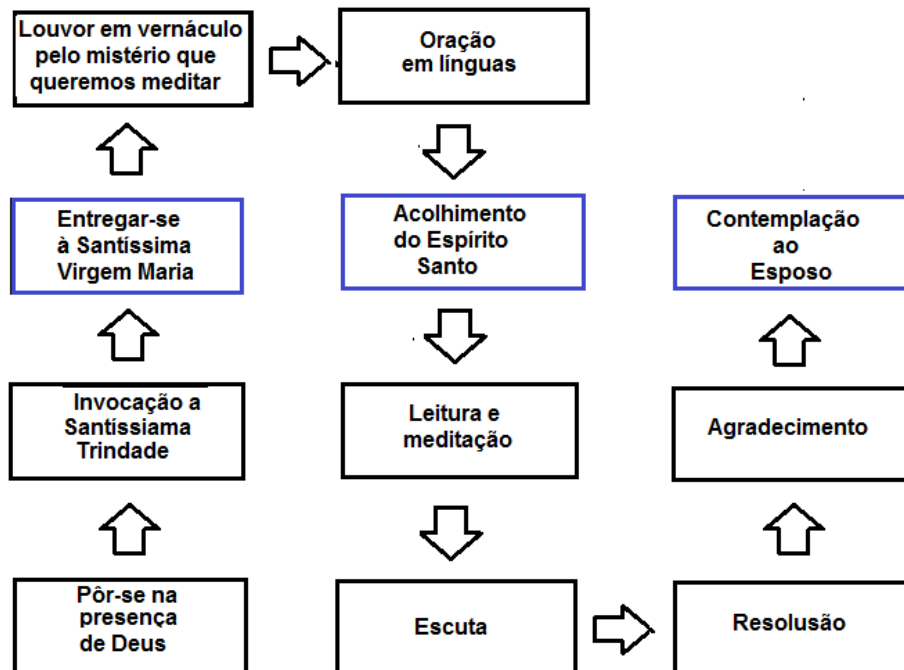 Louvor em vernáculo
pelo mistério que
queremos meditar
Oração
em línguas
Entregar-se
à Santíssima
Virgem Maria
Acolhimento
do Espírito
Santo
Contemplação
ao
Esposo
Invocação a
Santíssiama
Trindade
Leitura e
meditação
Agradecimento
Pôr-se na
presença
de Deus
Escuta
Resolusão